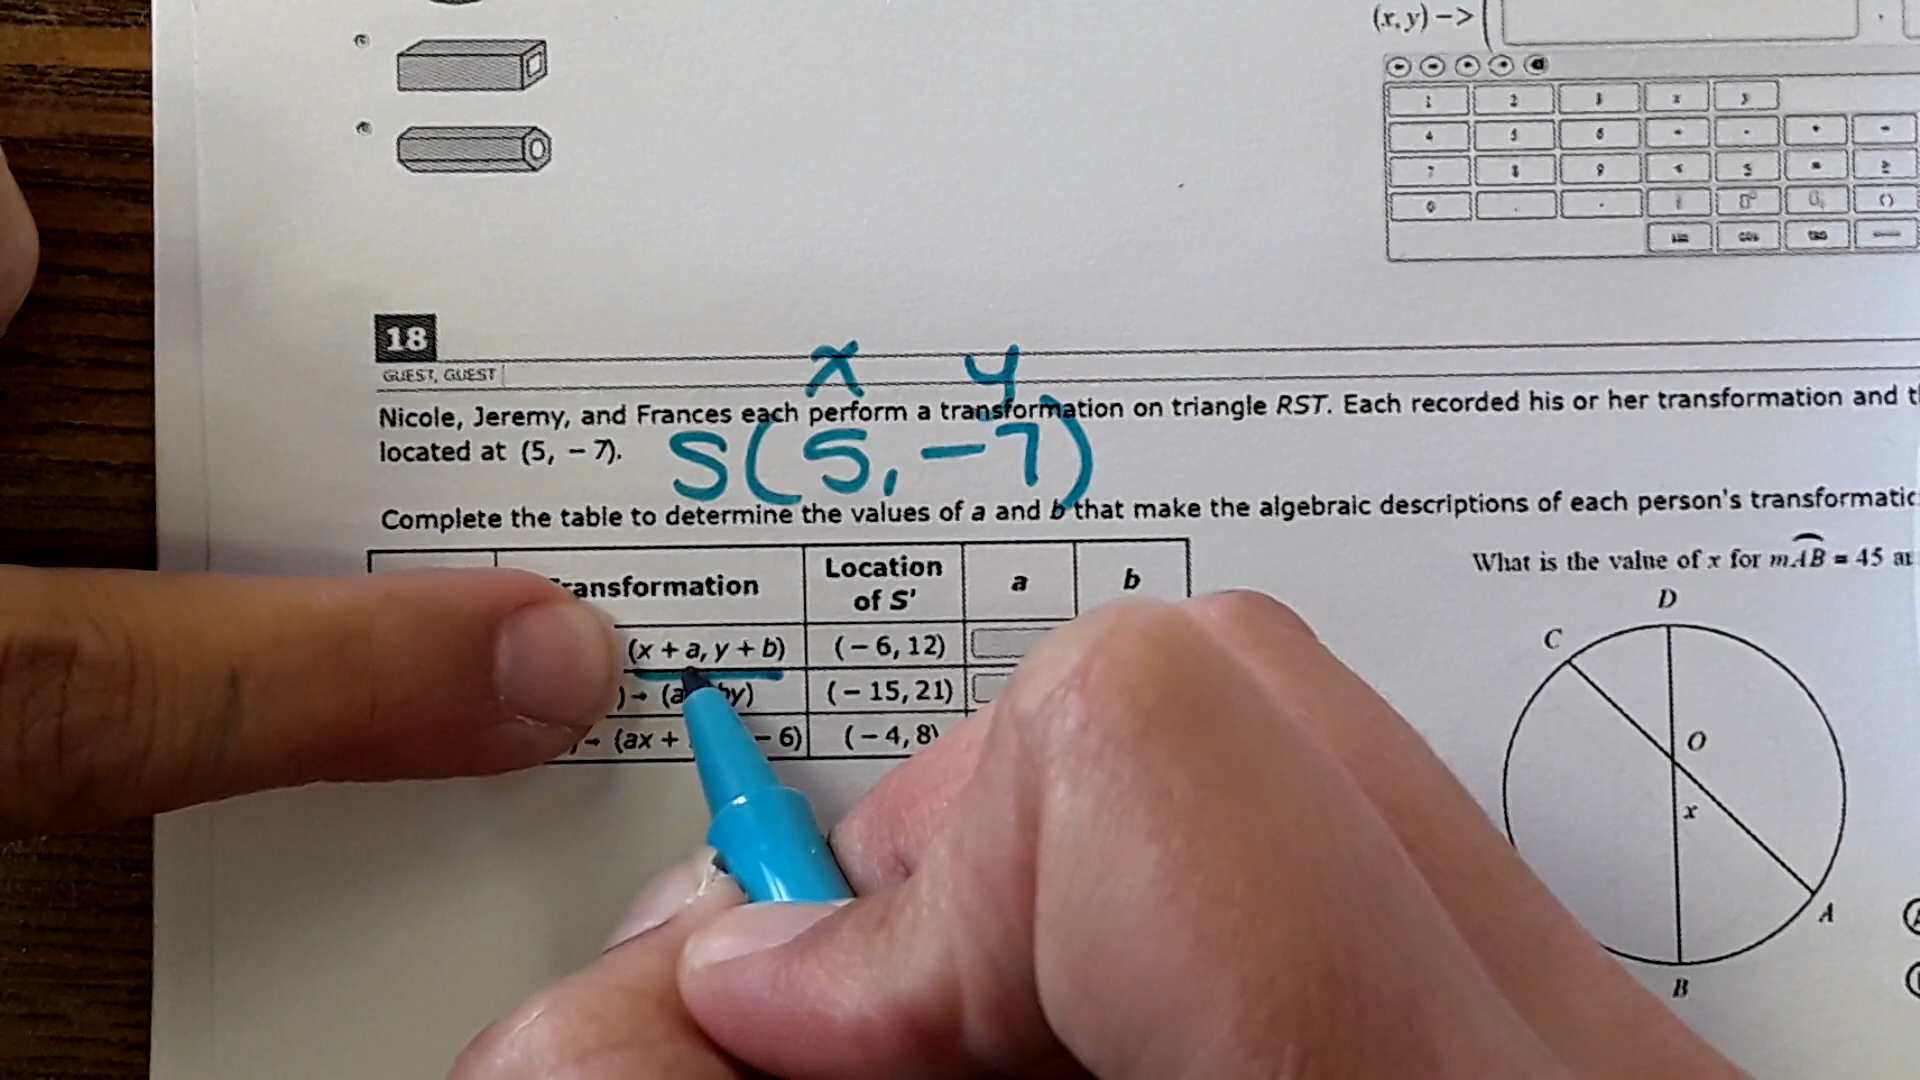 (x, y) ->
1 2 3 x y
4 5 6
7 8 9
0
18
GUEST, GUEST
x y
Nicole, Jeremy, and Frances each perform a transformation on triangle RST. Each recorded his or her transformation and
located at (5, − 7).
S(5, −7)
Complete the table to determine the values of a and b that make the algebraic descriptions of each person's
Location
of S'
a
b
(x + a, y + b)
(− 6, 12)
(− 15, 21)
(ax +
− 6)
(− 4, 8)
What is the value of x for mAB = 45
D
C
O
x
A
B